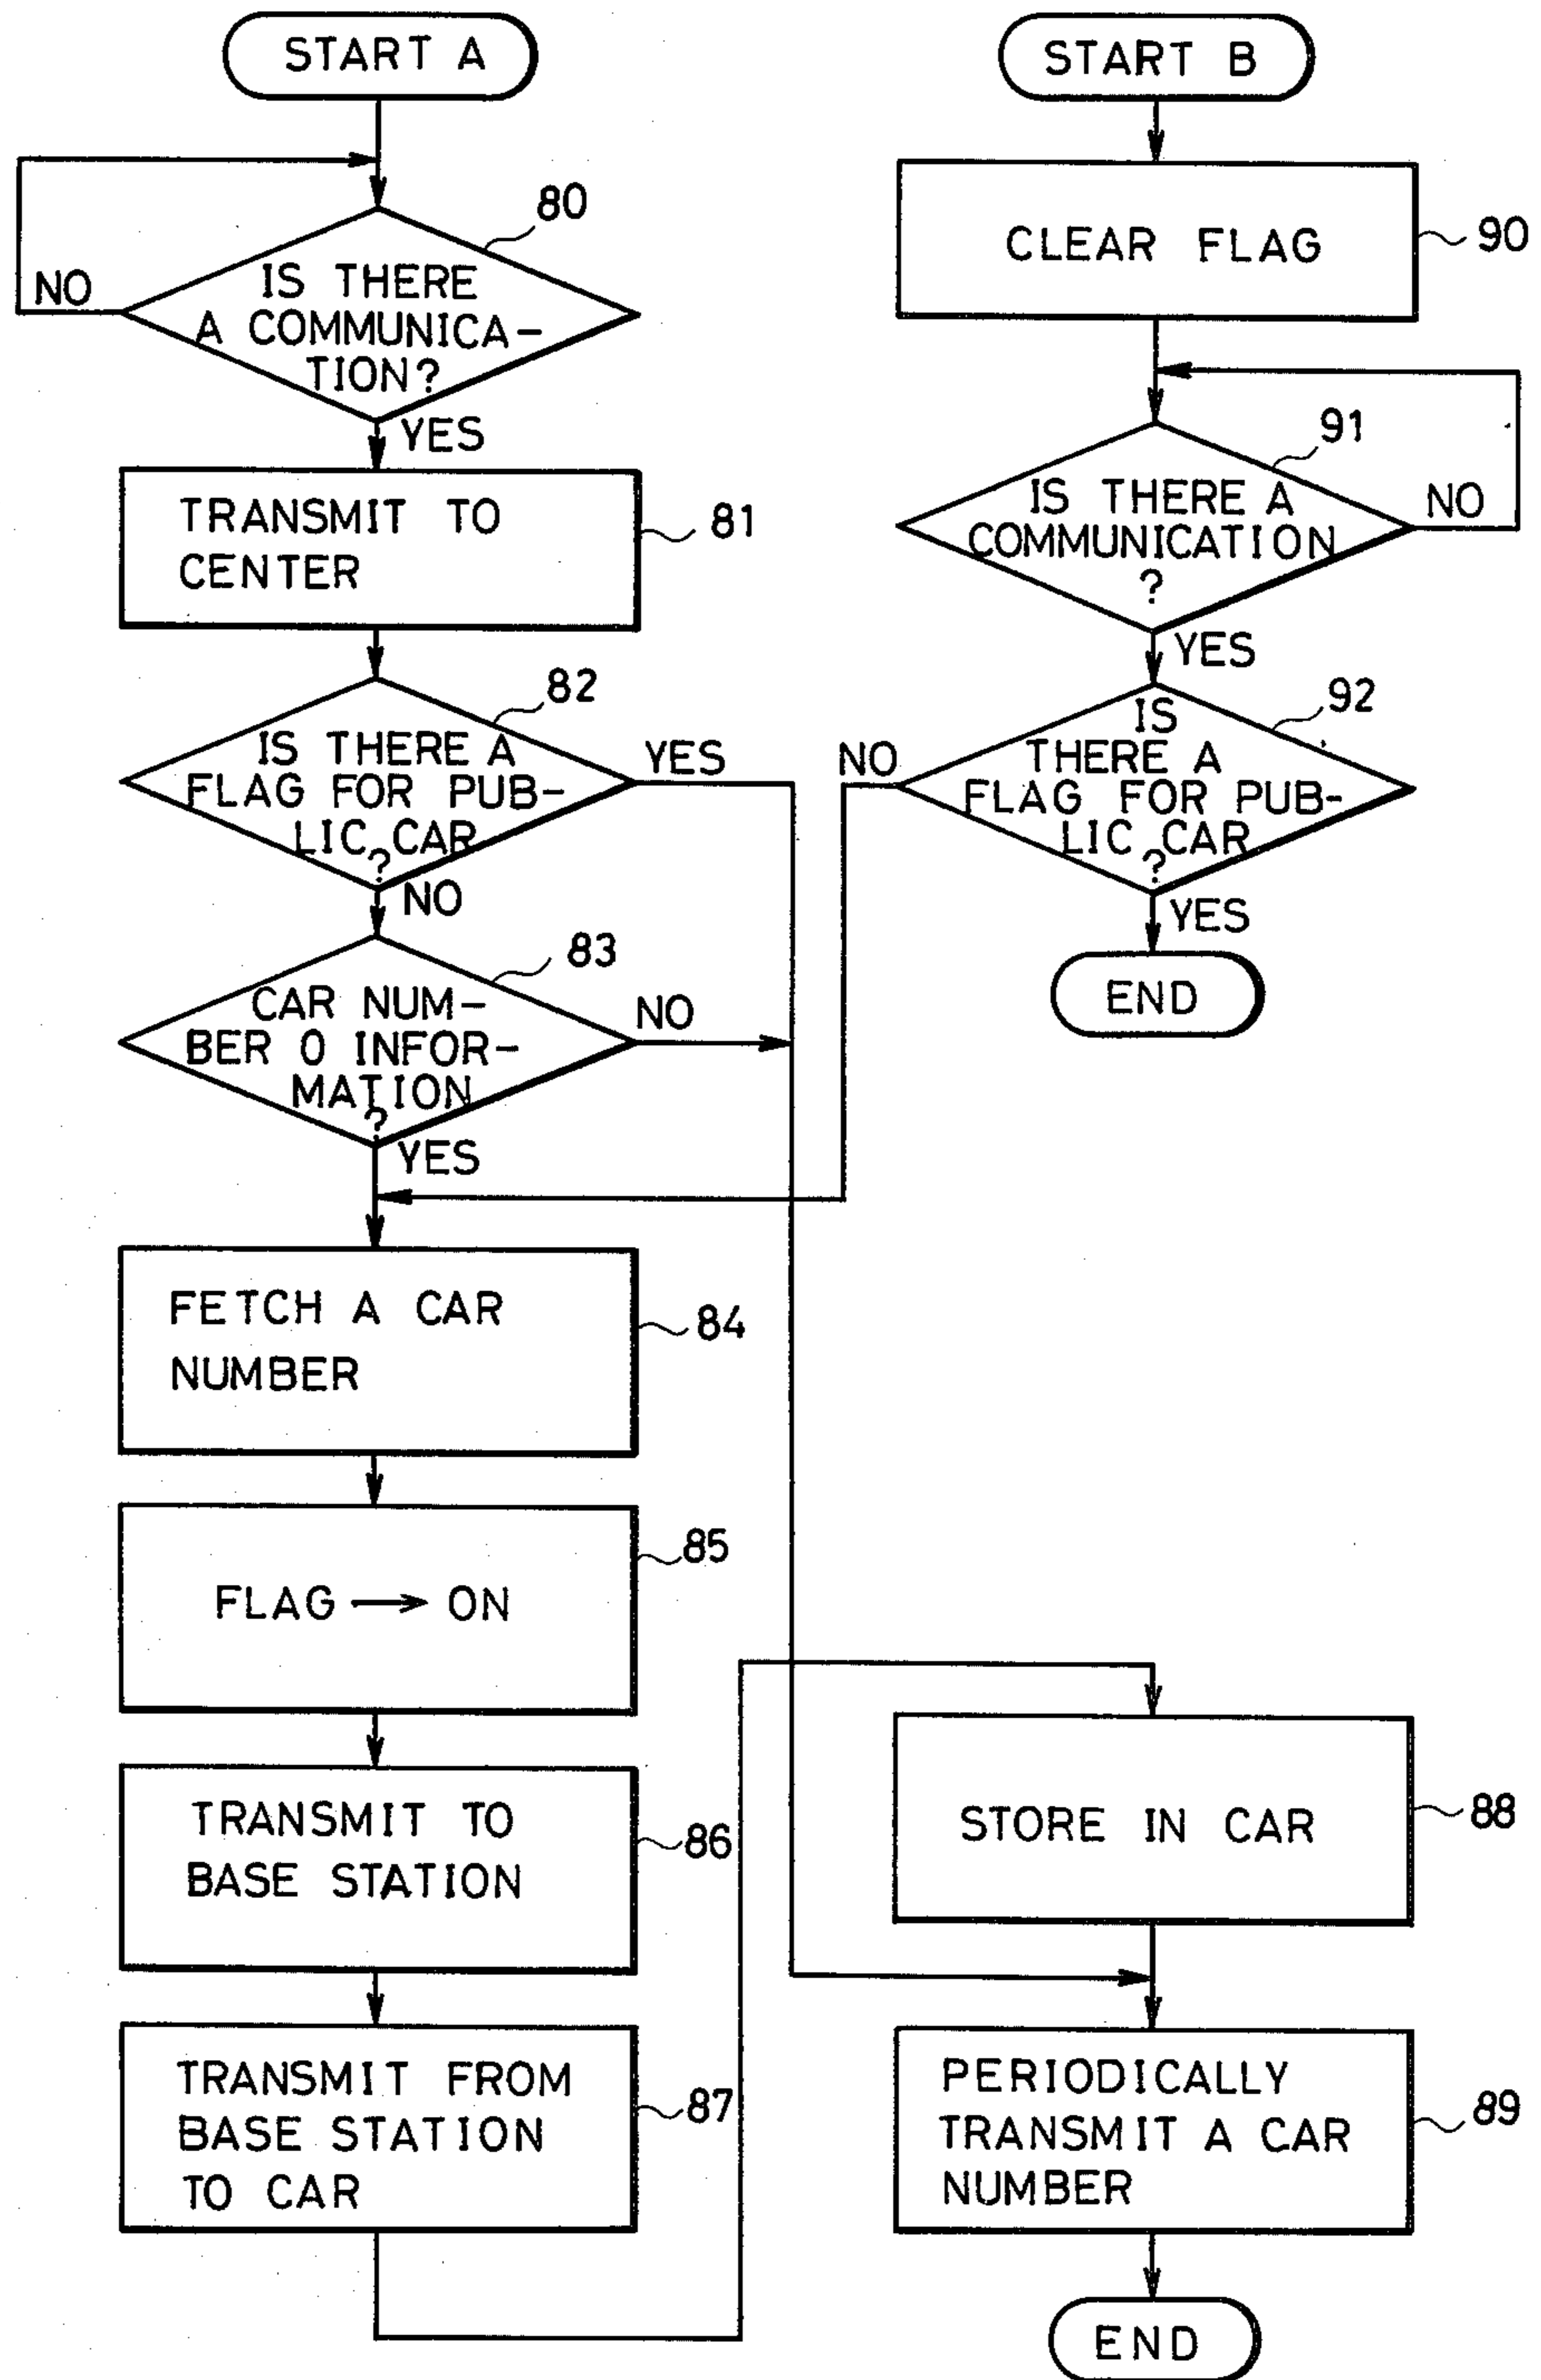 START A
80
NO
IS THERE
A COMMUNICA-
TION?
YES
TRANSMIT TO
CENTER
81
82
IS THERE A
FLAG FOR PUB-
LIC CAR
?
YES
NO
83
CAR NUM-
BER 0 INFOR-
MATION
?
NO
YES
FETCH A CAR
NUMBER
84
FLAG → ON
85
TRANSMIT TO
BASE STATION
86
TRANSMIT FROM
BASE STATION
TO CAR
87
START B
CLEAR FLAG
90
91
IS THERE A
COMMUNICATION
?
NO
YES
92
IS
THERE A
FLAG FOR PUB-
LIC CAR
?
NO
YES
END
STORE IN CAR
88
PERIODICALLY
TRANSMIT A CAR
NUMBER
89
END